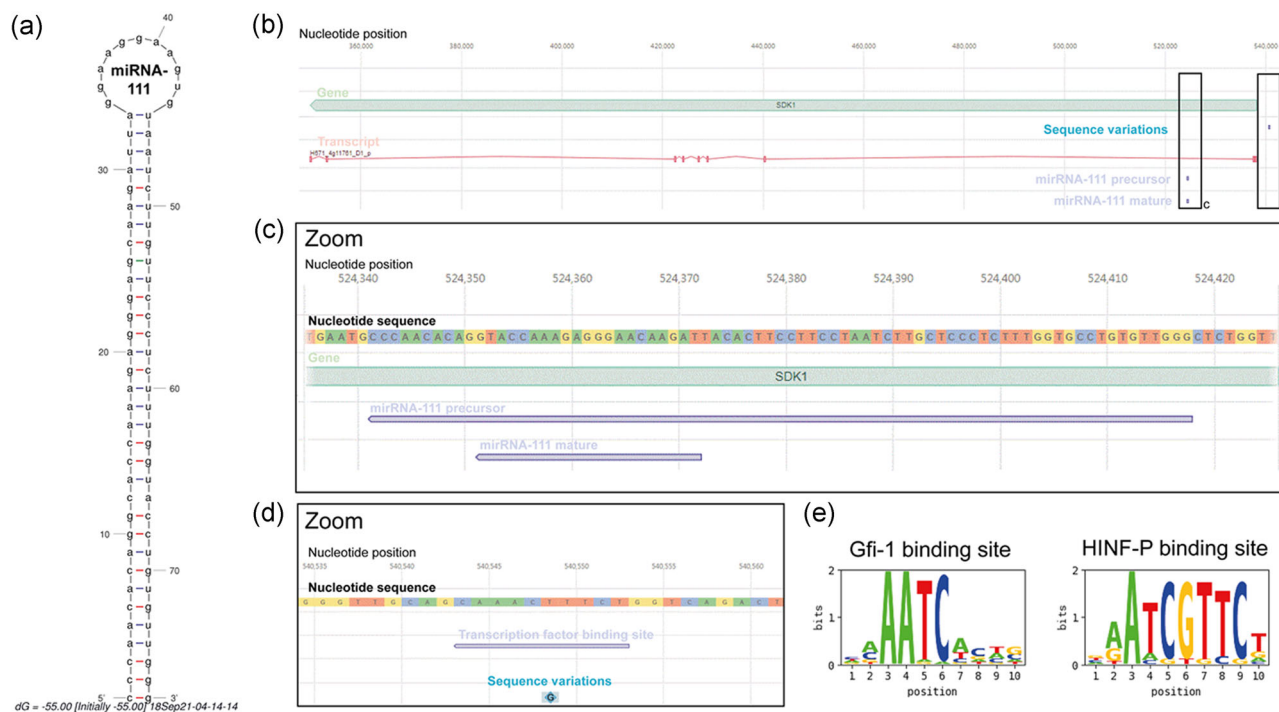 (a)
40
miRNA-
111
30
50
20
60
10
70
5'
3'
dG = -55.00 [Initially -55.00] 18Sep21-04-14-14
(b)
Nucleotide position
360,000 380,000 400,000 420,000 440,000 460,000 480,000 500,000 520,000 540,000
Gene
SDK1
Sequence variations
Transcript
H671_4g11761_D1_p
mirRNA-111 precursor
mirRNA-111 mature
c
(c)
Zoom
Nucleotide position
524,340 524,350 524,360 524,370 524,380 524,390 524,400 524,410 524,420
Nucleotide sequence
TGAATGCCCAACACAGGTACCAAAGAGGGAACAAGATTACACTTCCTTCCTAATCTTGCTCCCTCTTTGGTGCCTGTGTTGGGCTCTGGTT
Gene
SDK1
mirRNA-111 precursor
mirRNA-111 mature
(d)
Zoom
Nucleotide position
540,535 540,540 540,545 540,550 540,555 540,562
Nucleotide sequence
G G G T T G C A G C A A A C T T T C T G G T C A G A C T
Transcription factor binding site
Sequence variations
G
(e)
Gfi-1 binding site
bits
2
1
0
AATC
1 2 3 4 5 6 7 8 9 10
position
HINF-P binding site
bits
2
1
0
ATCGTTC
1 2 3 4 5 6 7 8 9 10
position